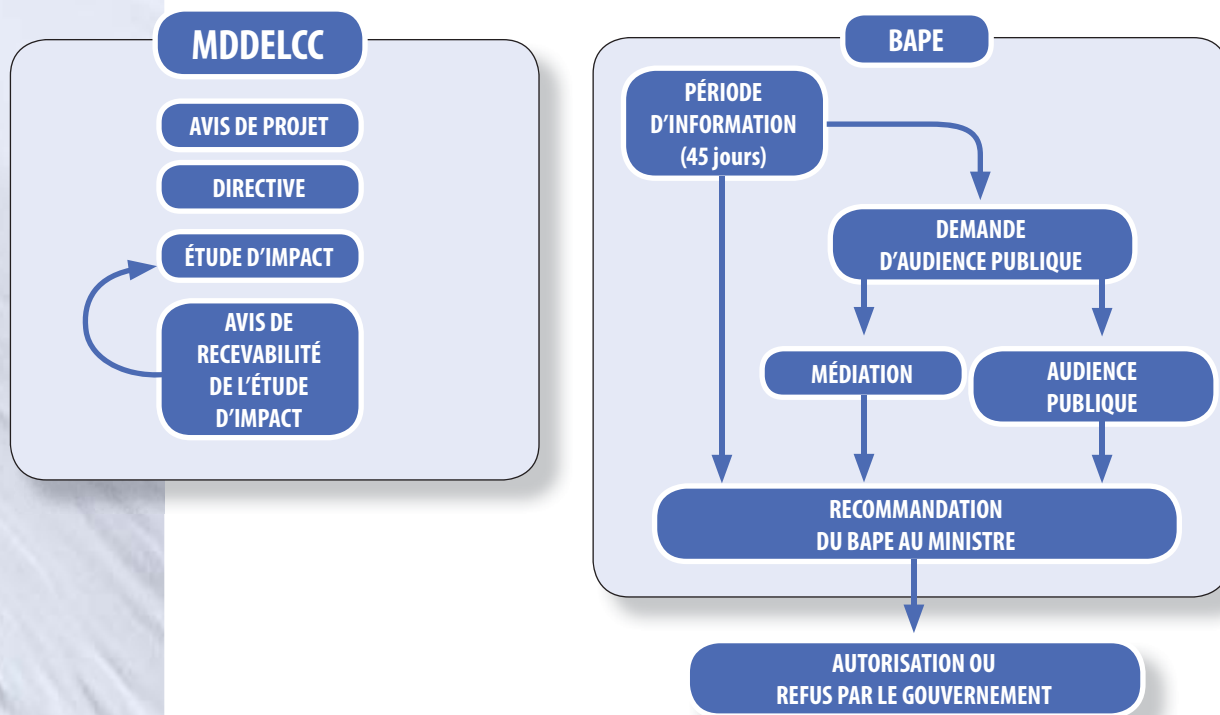 MDDELCC
AVIS DE PROJET
DIRECTIVE
ÉTUDE D'IMPACT
AVIS DE
RECEVABILITÉ
DE L'ÉTUDE
D'IMPACT
BAPE
PÉRIODE
D'INFORMATION
(45 jours)
DEMANDE
D'AUDIENCE PUBLIQUE
MÉDIATION
AUDIENCE
PUBLIQUE
RECOMMANDATION
DU BAPE AU MINISTRE
AUTORISATION OU
REFUS PAR LE GOUVERNEMENT